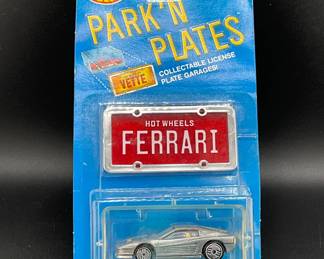 PARK'N
PLATES
COLLECTABLE LICENSE
PLATE GARAGES!
VETTE
HOT WHEELS
FERRARI